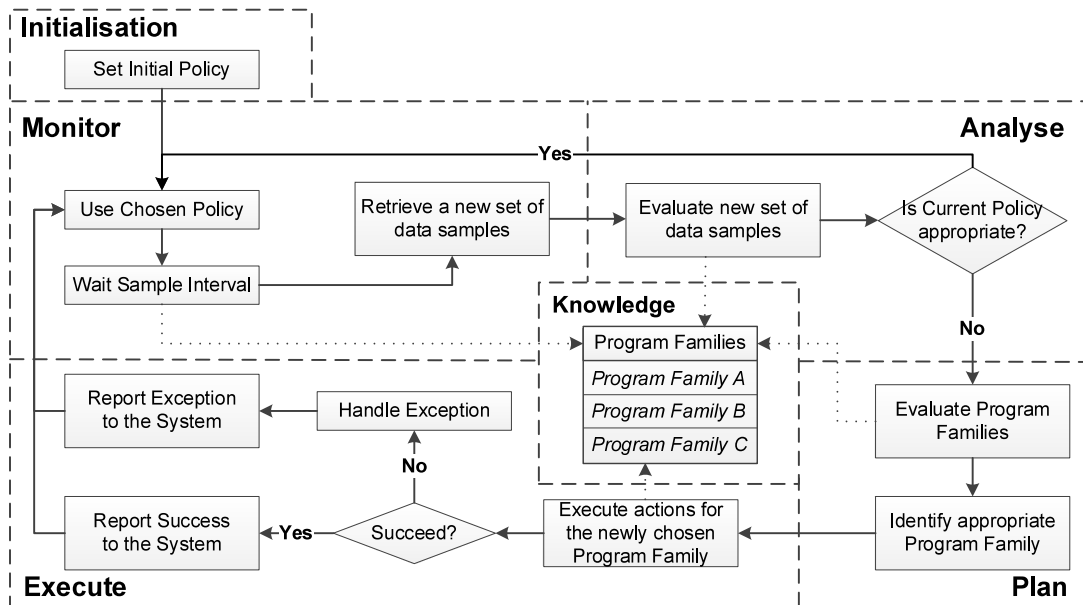 Initialisation
Set Initial Policy
Monitor
Analyse
Yes
Use Chosen Policy
Retrieve a new set of
data samples
Evaluate new set of
data samples
Is Current Policy
appropriate?
Wait Sample Interval
Knowledge
No
Program Families
Program Family A
Program Family B
Program Family C
Report Exception
to the System
Handle Exception
Evaluate Program
Families
No
Report Success
to the System
Yes
Succeed?
Execute actions for
the newly chosen
Program Family
Identify appropriate
Program Family
Execute
Plan